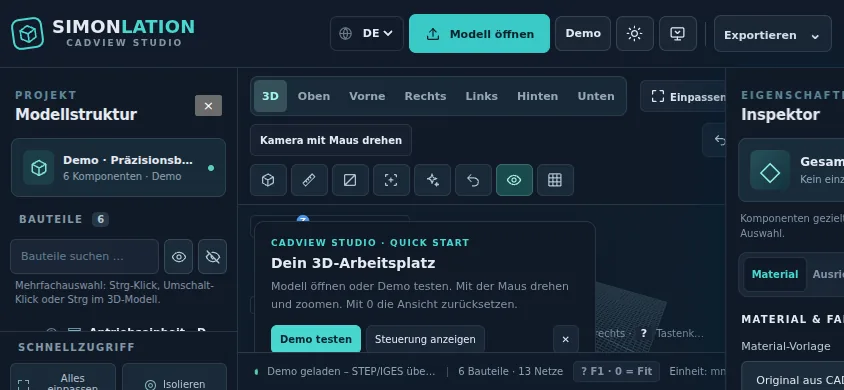 SIMONLATION
CADVIEW STUDIO
DE
Modell öffnen
Demo
Exportieren
PROJEKT
Modellstruktur
×
Demo · Präzisionsb…
6 Komponenten · Demo
BAUTEILE 6
Bauteile suchen …
Mehrfachauswahl: Strg-Klick, Umschalt-
Klick oder Strg im 3D-Modell.
SCHNELLZUGRIFF
Alles
einpassen
Isolieren
3D Oben Vorne Rechts Links Hinten Unten
Einpassen
Kamera mit Maus drehen
CADVIEW STUDIO · QUICK START
Dein 3D-Arbeitsplatz
Modell öffnen oder Demo testen. Mit der Maus drehen
und zoomen. Mit 0 die Ansicht zurücksetzen.
Demo testen
Steuerung anzeigen
×
rechts · ? Tastenk…
Demo geladen – STEP/IGES übe… 6 Bauteile · 13 Netze ? F1 · 0 = Fit Einheit: mm
EIGENSCHAFT
Inspektor
Gesam
Kein einz
Komponenten gezielt
Auswahl.
Material Ausric
MATERIAL & FA
Material-Vorlage
Original aus CAD